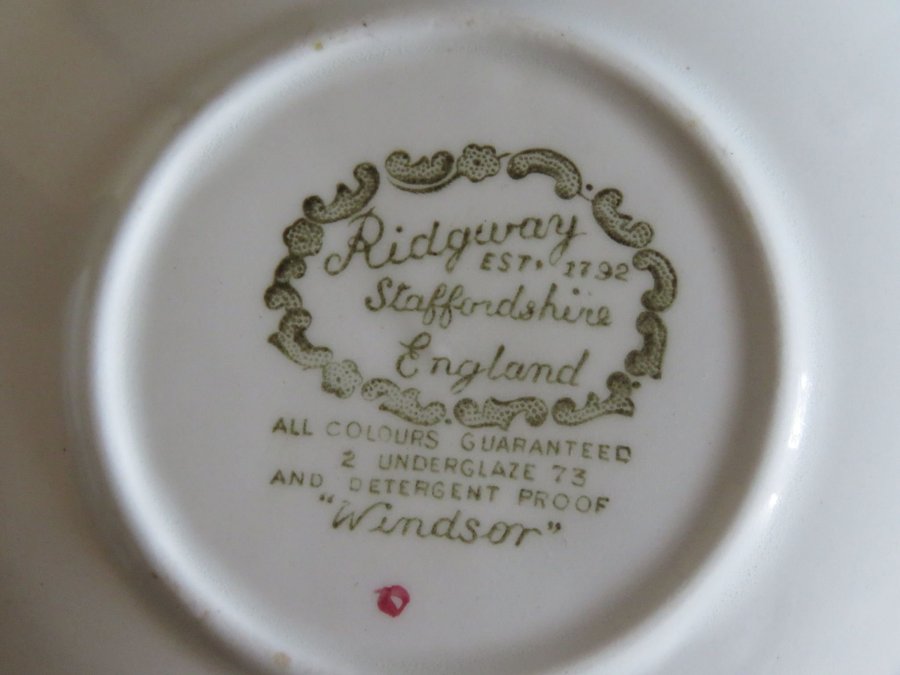 Ridgway
EST. 1792
Staffordshire
England
ALL COLOURS GUARANTEED
2 UNDERGLAZE 73
AND DETERGENT PROOF
"Windsor"